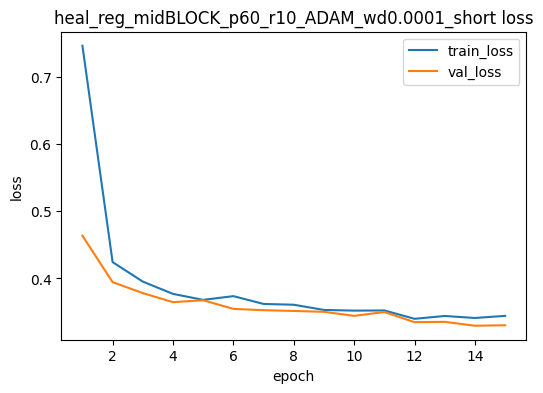 heal_reg_midBLOCK_p60_r10_ADAM_wd0.0001_short loss
train_loss
val_loss
0.7
0.6
0.5
0.4
loss
2 4 6 8 10 12 14
epoch